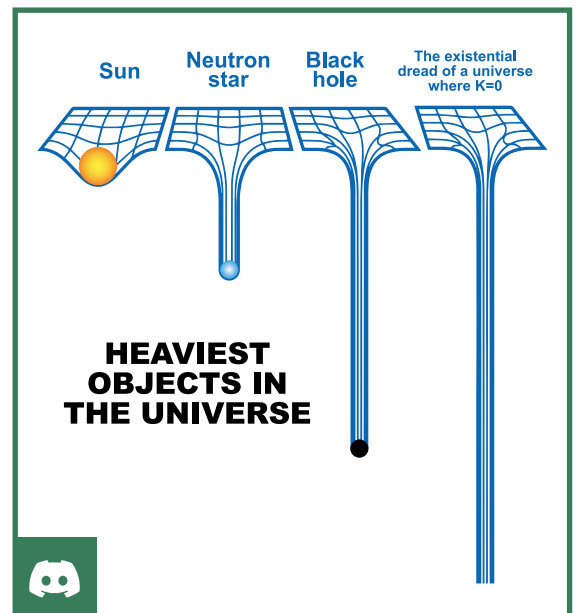 Sun
Neutron
star
Black
hole
The existential
dread of a universe
where K=0
HEAVIEST
OBJECTS IN
THE UNIVERSE